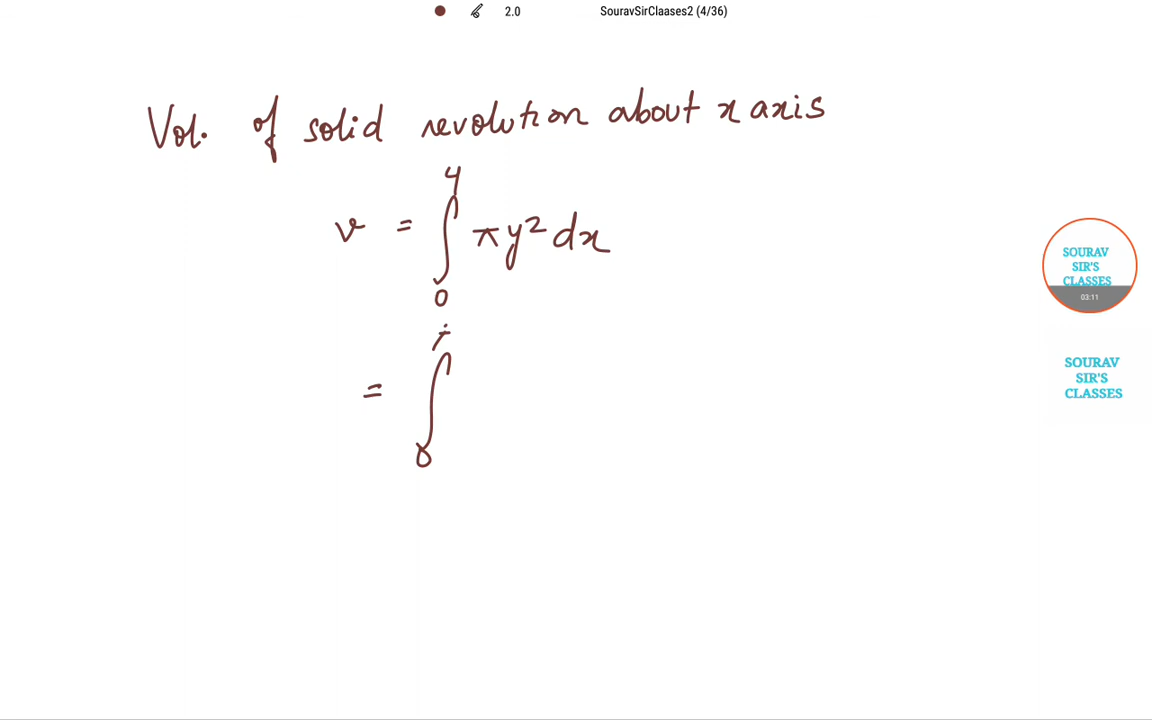 2.0 SouravSirClaases2 (4/36)
Vol. of solid revolution about x axis
4
v = ∫ πy² dx
0
= ∫
0
SOURAV
SIR'S
CLASSES
03:11
SOURAV
SIR'S
CLASSES